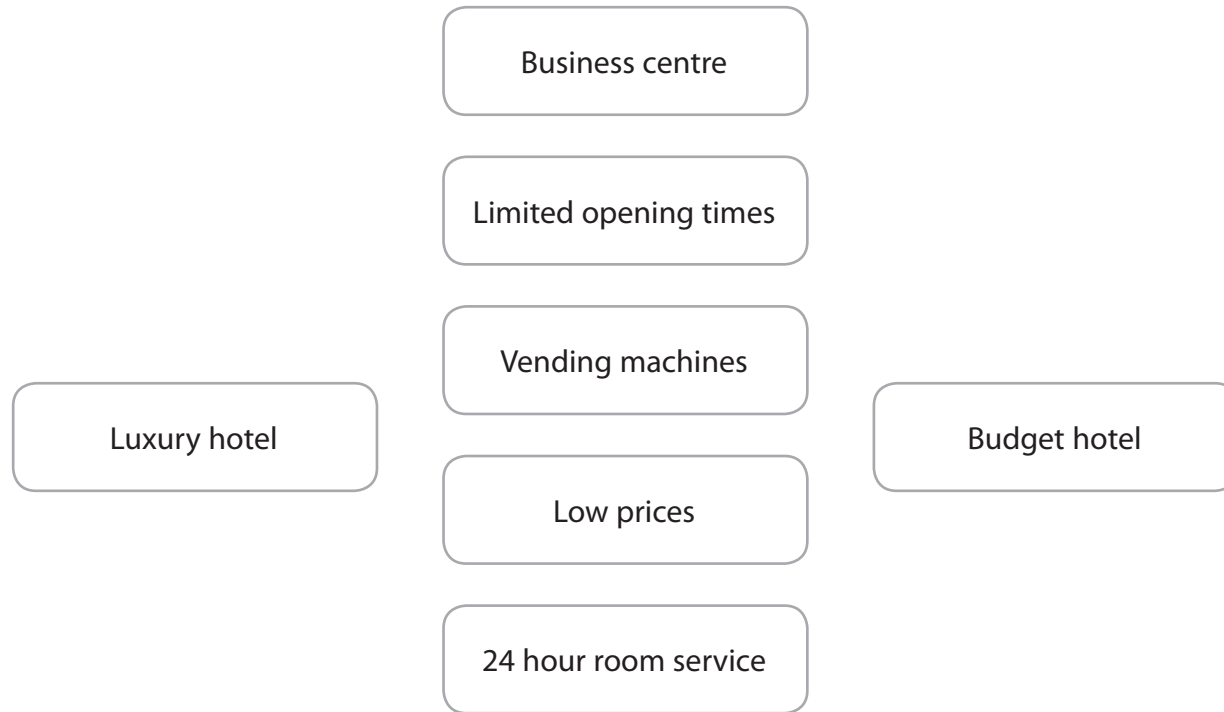 Business centre
Limited opening times
Vending machines
Luxury hotel
Budget hotel
Low prices
24 hour room service